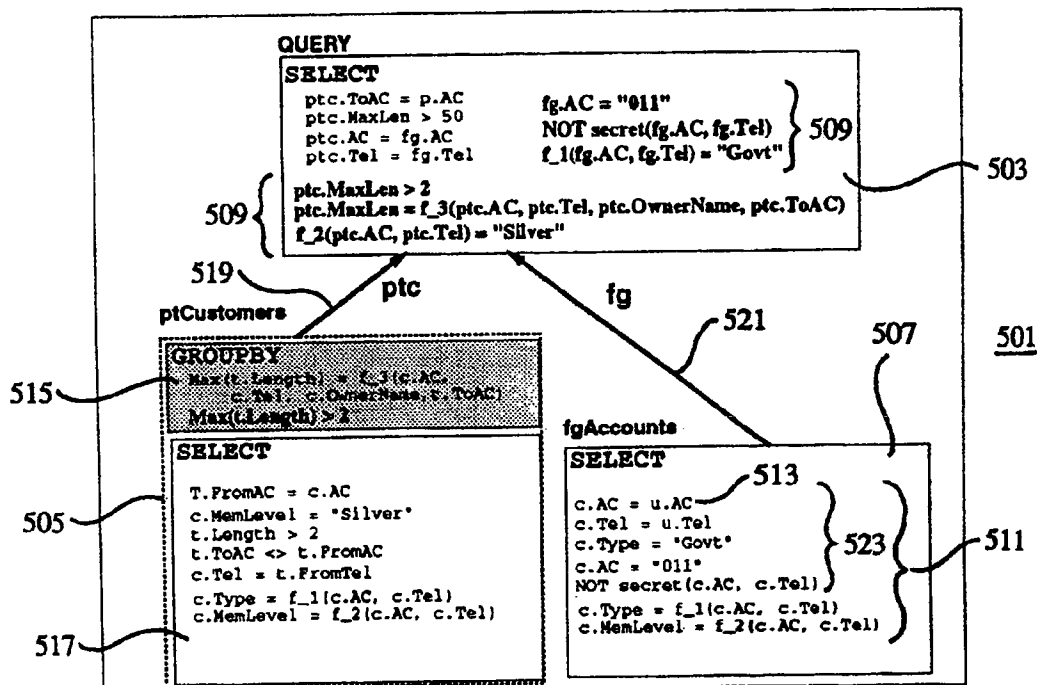 QUERY
SELECT
ptc.ToAC = p.AC
ptc.MaxLen > 50
ptc.AC = fg.AC
ptc.Tel = fg.Tel
fg.AC = "011"
NOT secret(fg.AC, fg.Tel)
f_1(fg.AC, fg.Tel) = "Govt"
509
503
ptc.MaxLen > 2
ptc.MaxLen = f_3(ptc.AC, ptc.Tel, ptc.OwnerName, ptc.ToAC)
f_2(ptc.AC, ptc.Tel) = "Silver"
509
519
ptc
fg
521
501
ptCustomers
GROUPBY
Max(t.Length) = f_3(c.AC,
c.Tel, c.OwnerName,t.ToAC)
Max(t.Length) > 2
515
SELECT
T.FromAC = c.AC
c.MemLevel = "Silver"
t.Length > 2
t.ToAC <> t.FromAC
c.Tel = t.FromTel
c.Type = f_1(c.AC, c.Tel)
c.MemLevel = f_2(c.AC, c.Tel)
505
517
fgAccounts
507
SELECT
513
c.AC = u.AC
c.Tel = u.Tel
c.Type = "Govt"
c.AC = "011"
NOT secret(c.AC, c.Tel)
523
511
c.Type = f_1(c.AC, c.Tel)
c.MemLevel = f_2(c.AC, c.Tel)